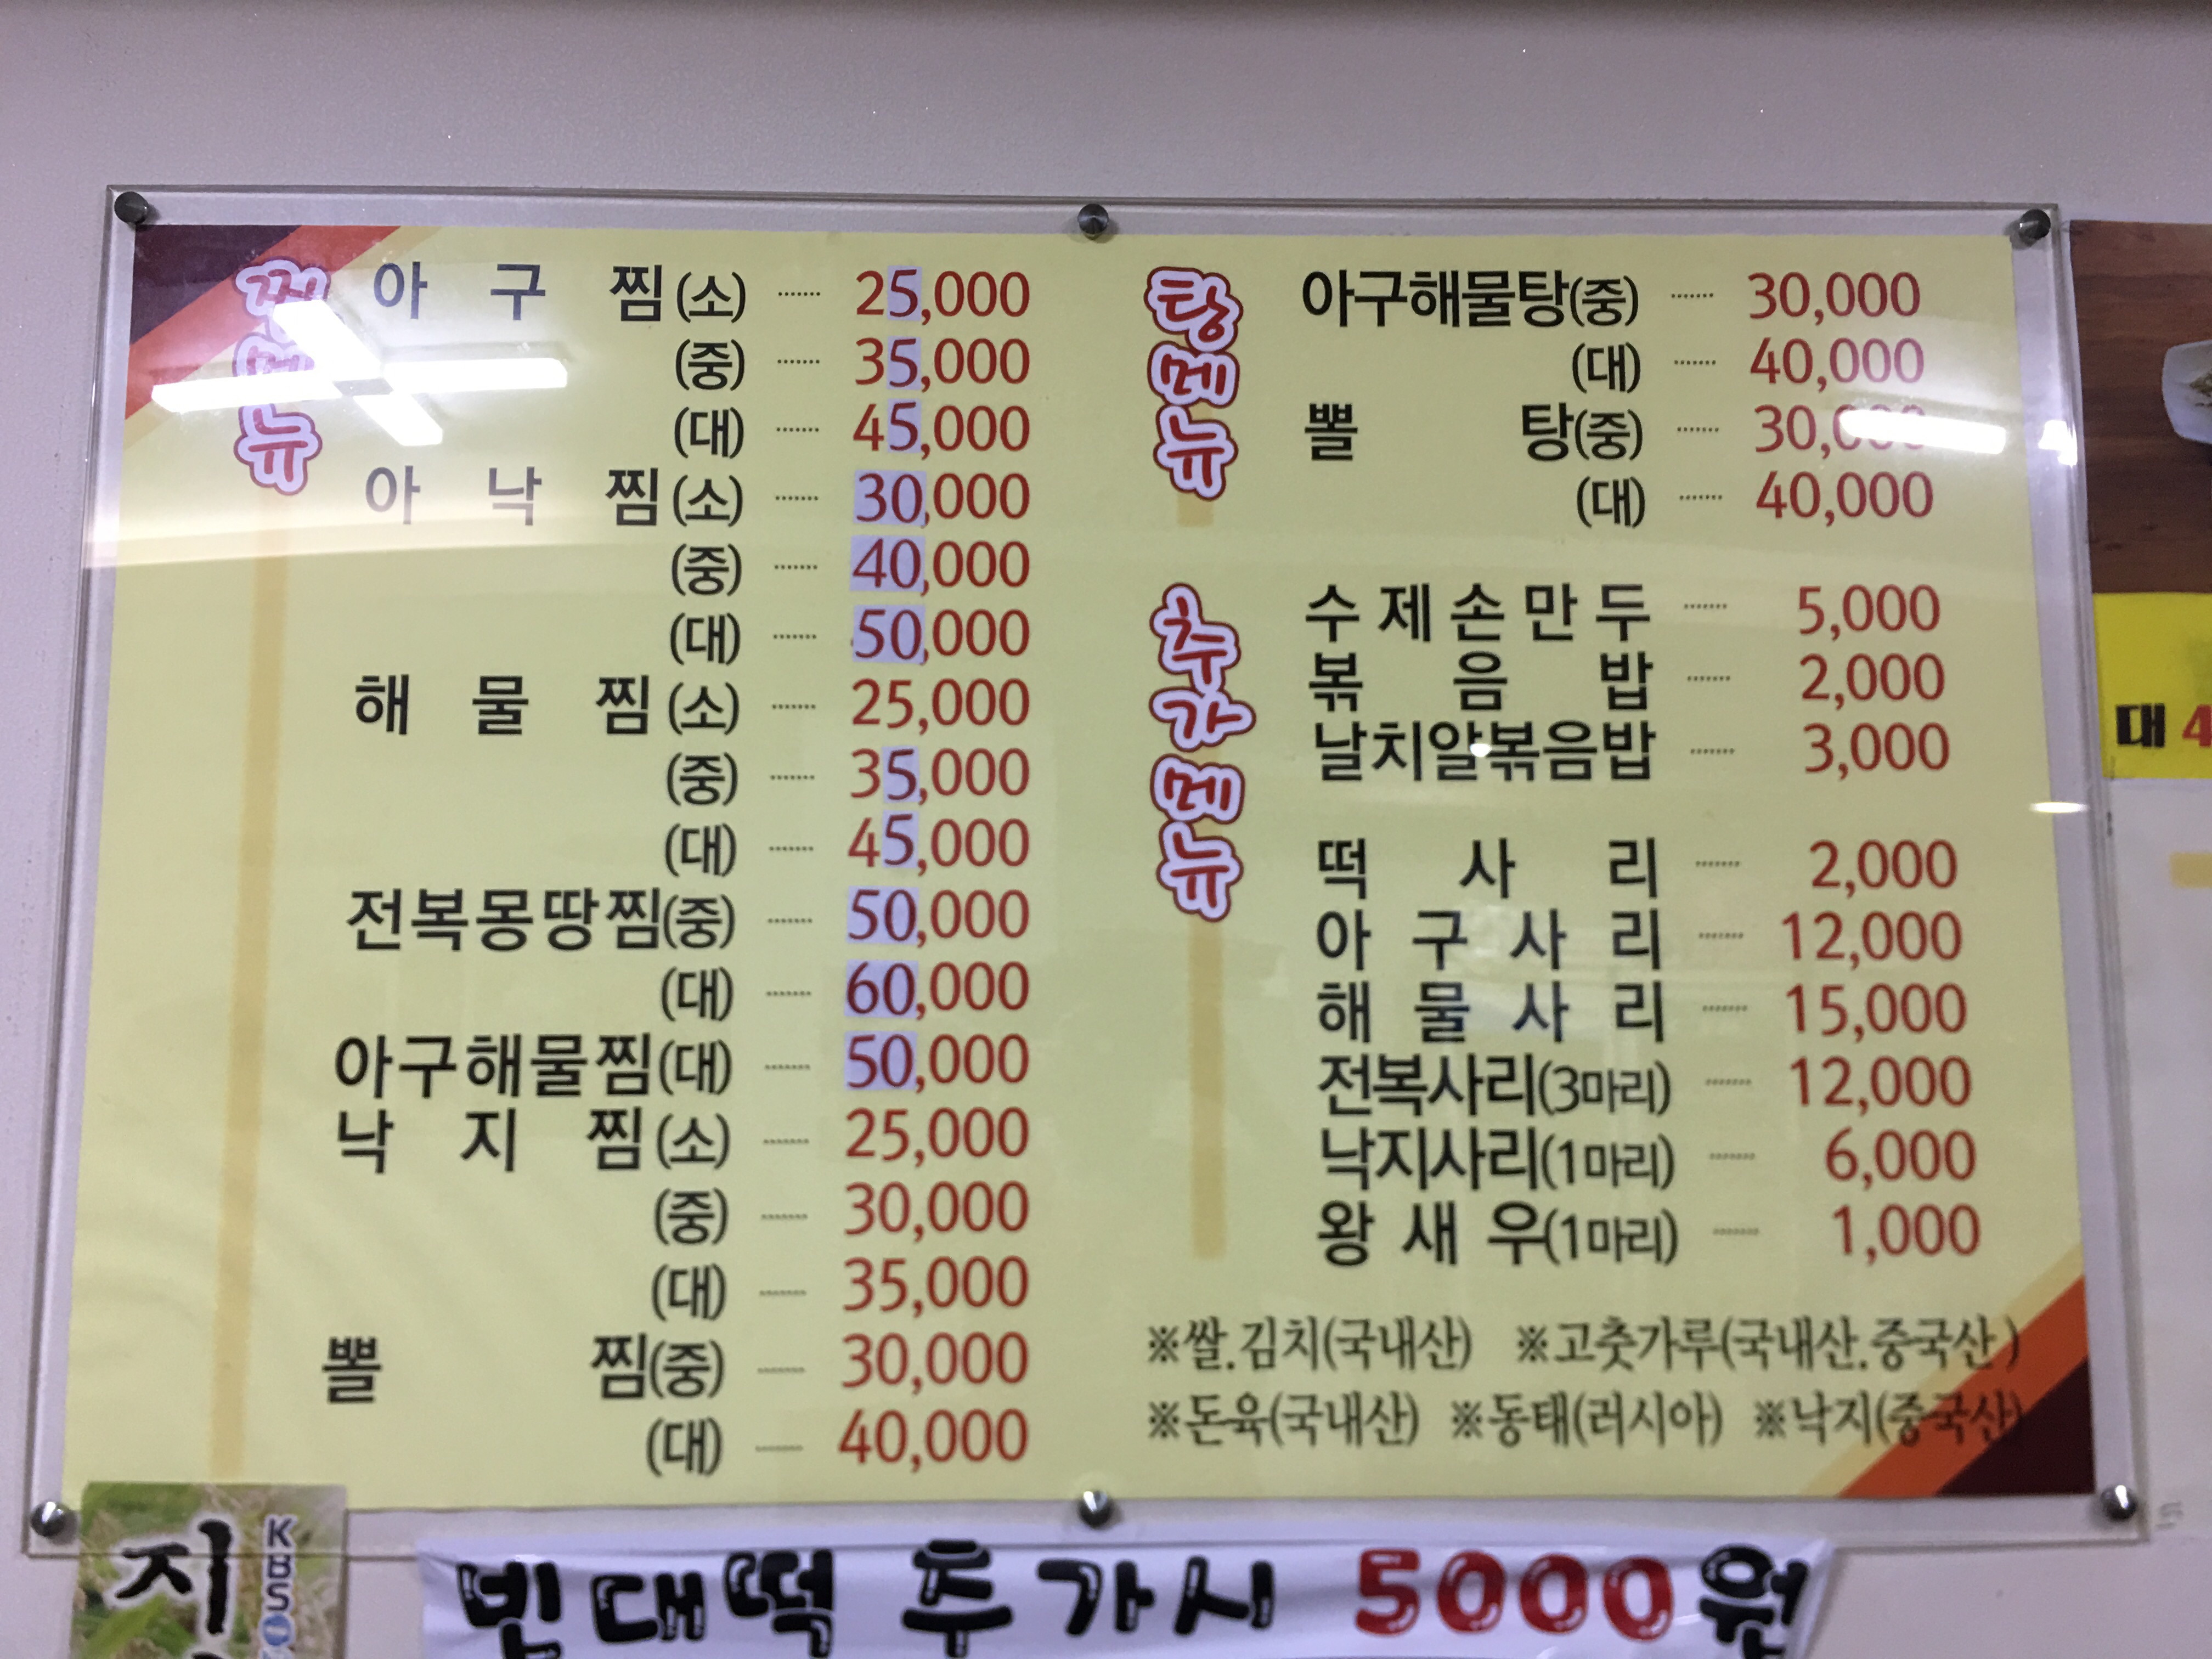 찜메뉴
아 구 찜(소) ······· 25,000
(중) ······· 35,000
(대) ······· 45,000
아 낙 찜(소) ······· 30,000
(중) ······· 40,000
(대) ······· 50,000
해 물 찜(소) ······· 25,000
(중) ······· 35,000
(대) ······· 45,000
전복몽땅찜(중) ······· 50,000
(대) ······· 60,000
아구해물찜(대) ······· 50,000
낙 지 찜(소) ······· 25,000
(중) ······· 30,000
(대) ······· 35,000
뽈 찜(중) ······· 30,000
(대) ······· 40,000
탕메뉴
아구해물탕(중) ······· 30,000
(대) ······· 40,000
뽈 탕(중) ······· 30,000
(대) ······· 40,000
추가메뉴
수제손만두 ······· 5,000
볶 음 밥 ······· 2,000
날치알볶음밥 ······· 3,000
떡 사 리 ······· 2,000
아 구 사 리 ······· 12,000
해 물 사 리 ······· 15,000
전복사리(3마리) ······· 12,000
낙지사리(1마리) ······· 6,000
왕 새 우(1마리) ······· 1,000
※쌀.김치(국내산) ※고춧가루(국내산.중국산)
※돈육(국내산) ※동태(러시아) ※낙지(중국산)
대 4
지
KBS
빈대떡 추가시 5000원